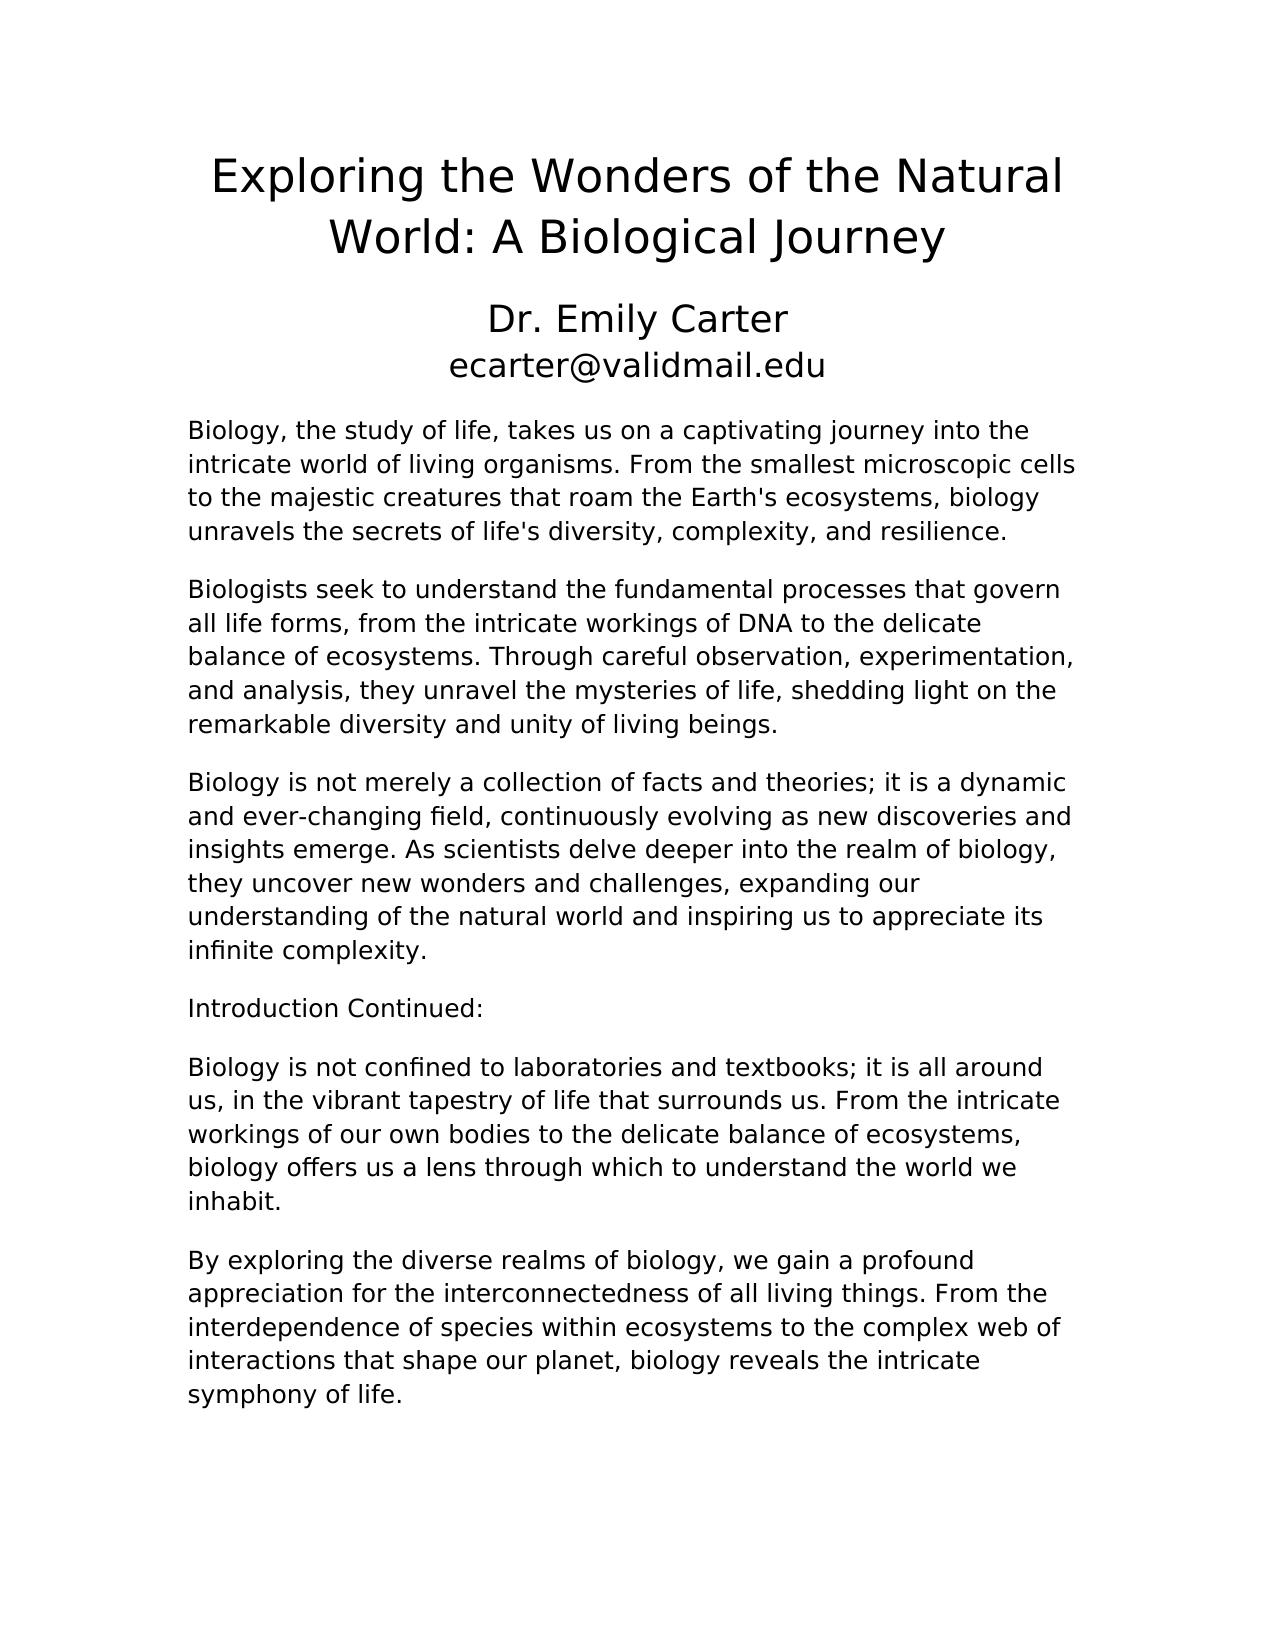 Exploring the Wonders of the Natural
World: A Biological Journey
Dr. Emily Carter
ecarter@validmail.edu
Biology, the study of life, takes us on a captivating journey into the
intricate world of living organisms. From the smallest microscopic cells
to the majestic creatures that roam the Earth's ecosystems, biology
unravels the secrets of life's diversity, complexity, and resilience.
Biologists seek to understand the fundamental processes that govern
all life forms, from the intricate workings of DNA to the delicate
balance of ecosystems. Through careful observation, experimentation,
and analysis, they unravel the mysteries of life, shedding light on the
remarkable diversity and unity of living beings.
Biology is not merely a collection of facts and theories; it is a dynamic
and ever-changing field, continuously evolving as new discoveries and
insights emerge. As scientists delve deeper into the realm of biology,
they uncover new wonders and challenges, expanding our
understanding of the natural world and inspiring us to appreciate its
infinite complexity.
Introduction Continued:
Biology is not confined to laboratories and textbooks; it is all around
us, in the vibrant tapestry of life that surrounds us. From the intricate
workings of our own bodies to the delicate balance of ecosystems,
biology offers us a lens through which to understand the world we
inhabit.
By exploring the diverse realms of biology, we gain a profound
appreciation for the interconnectedness of all living things. From the
interdependence of species within ecosystems to the complex web of
interactions that shape our planet, biology reveals the intricate
symphony of life.